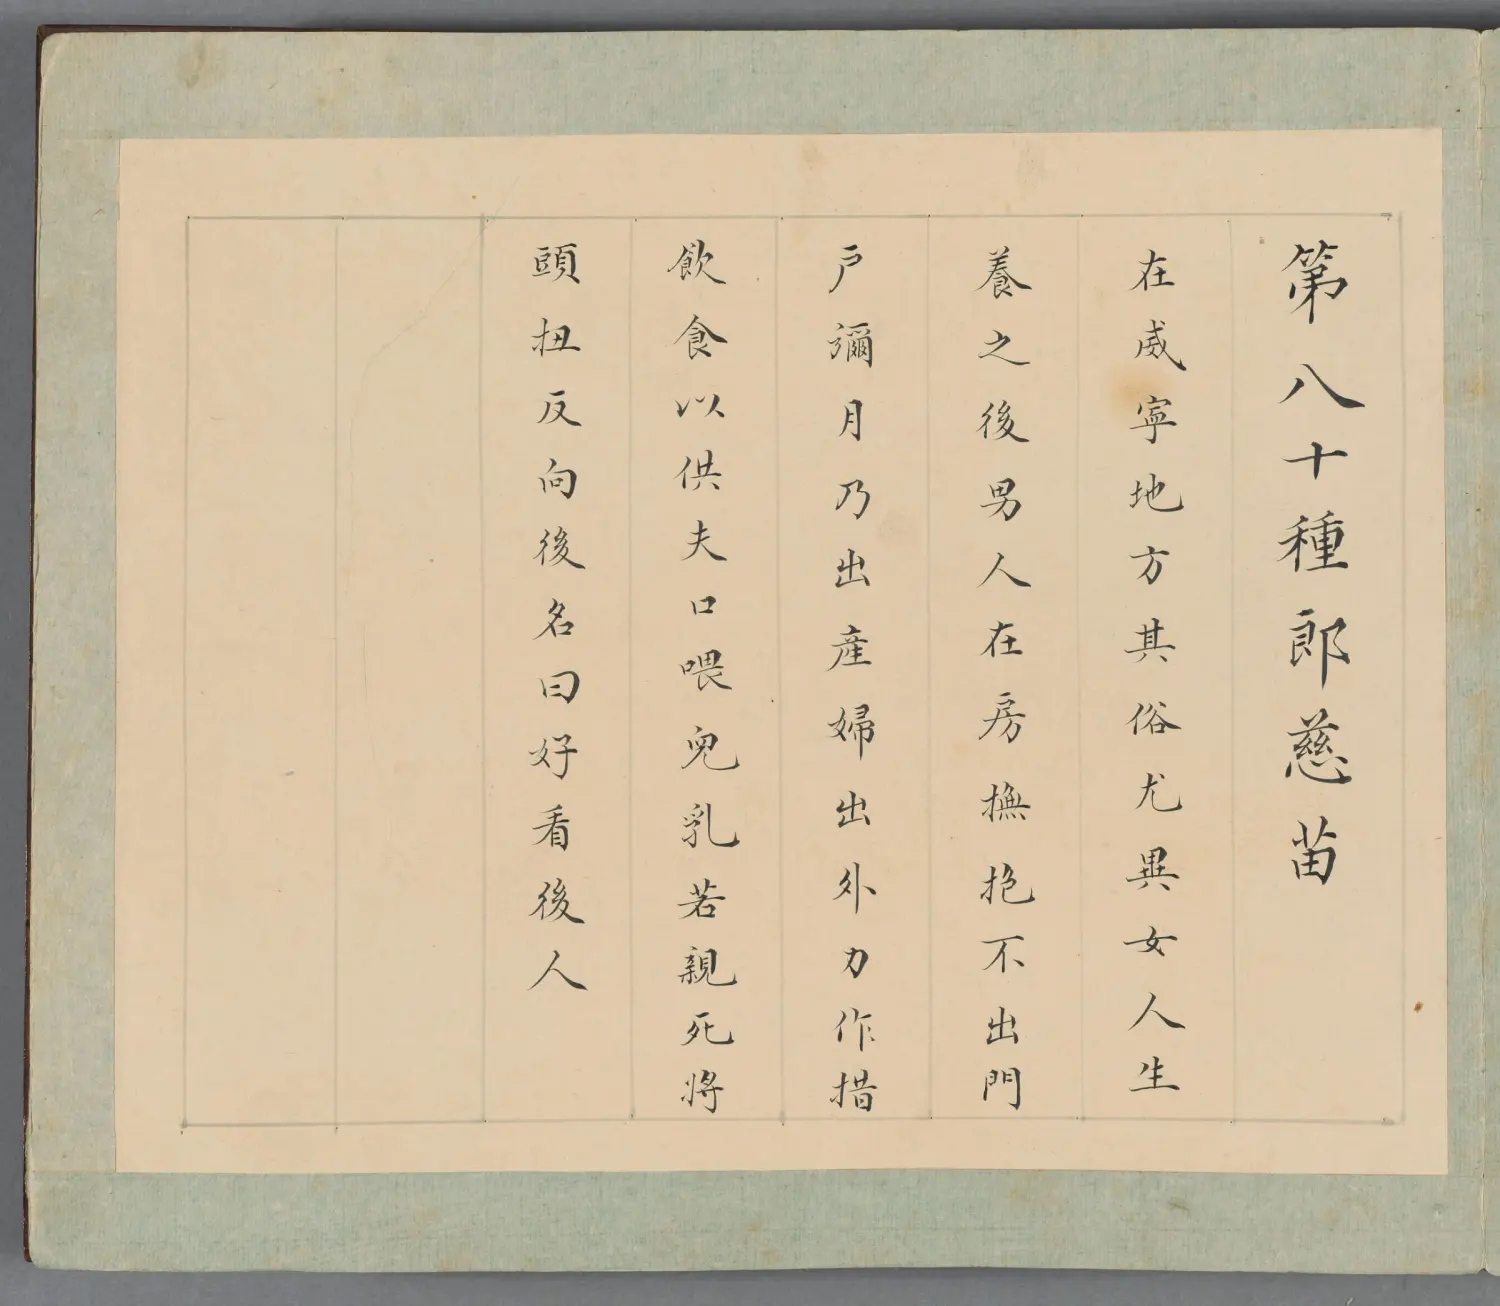 第八十種郎慈苗
在威寧地方其俗尤異女人生
養之後男人在房撫抱不出門
戶彌月乃出產婦出外力作措
飲食以供夫口喂兒乳若親死將
頭扭反向後名曰好看後人